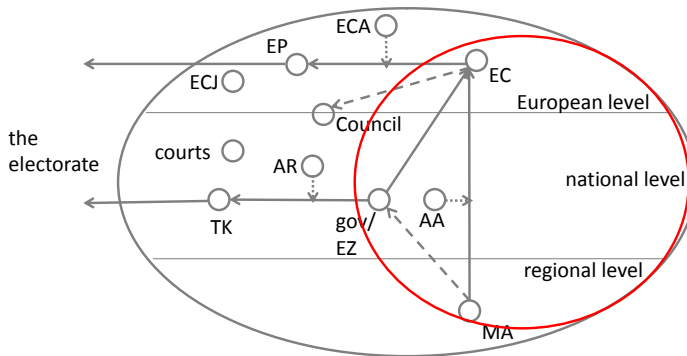 ECA
EP
EC
ECJ
European level
Council
the
electorate
courts
AR
national level
TK
gov/
EZ
AA
regional level
MA